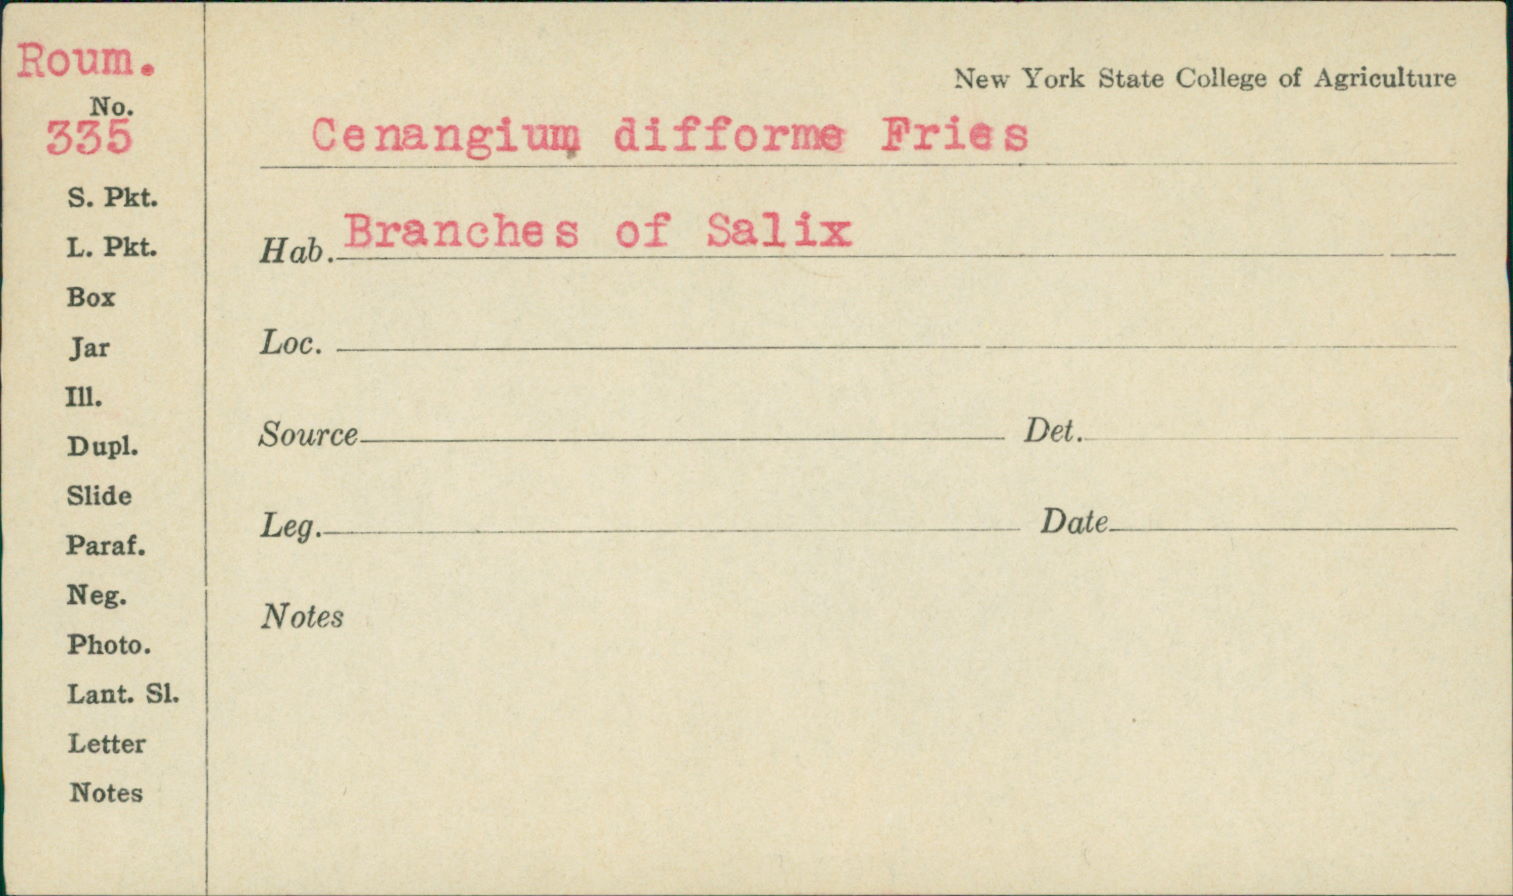 Roum.
No.
335
S. Pkt.
L. Pkt.
Box
Jar
Ill.
Dupl.
Slide
Paraf.
Neg.
Photo.
Lant. Sl.
Letter
Notes
New York State College of Agriculture
Cenangium difforme Fries
Hab. Branches of Salix
Loc.
Source Det.
Leg. Date
Notes